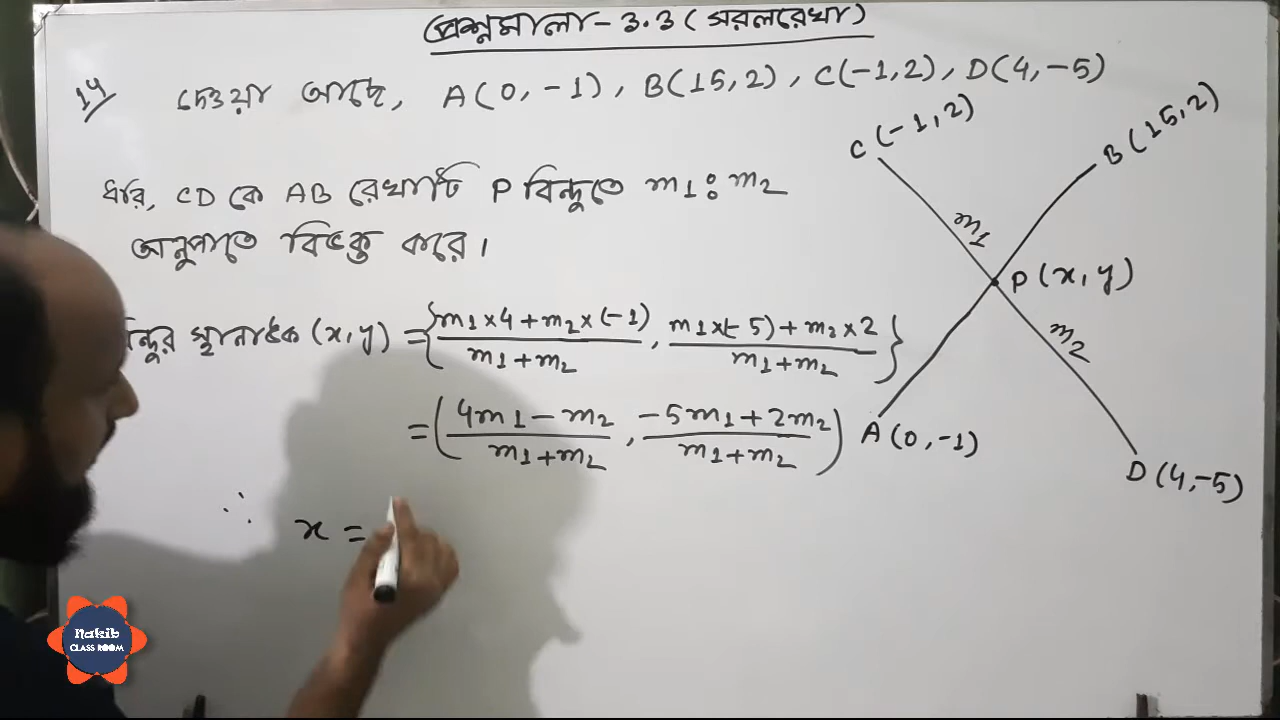 প্রশ্নমালা - 3.3 ( সরলরেখা )
14
দেওয়া আছে, A(0, -1), B(15, 2), C(-1, 2), D(4, -5)
ধরি, CD কে AB রেখাটি P বিন্দুতে m1 : m2
অনুপাতে বিভক্ত করে।
ন্দুর স্থানাঙ্ক (x, y) = { (m1×4 + m2×(-1))/(m1+m2) , (m1×(-5) + m2×2)/(m1+m2) }
= ( (4m1 - m2)/(m1+m2) , (-5m1 + 2m2)/(m1+m2) )
∴ x =
C (-1, 2)
B (15, 2)
m1
P (x, y)
m2
A (0, -1)
D (4, -5)
Nakib
CLASS ROOM